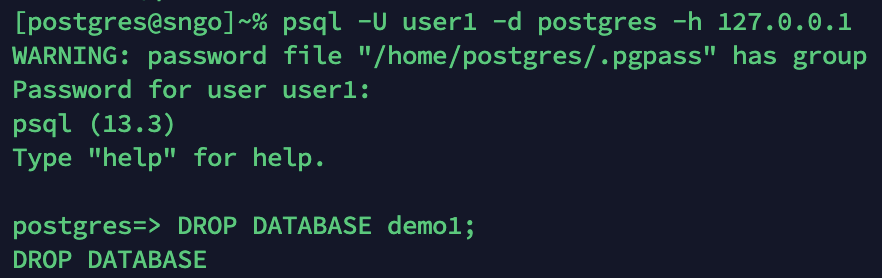 [postgres@sngo]~% psql -U user1 -d postgres -h 127.0.0.1
WARNING: password file "/home/postgres/.pgpass" has group
Password for user user1:
psql (13.3)
Type "help" for help.
postgres=> DROP DATABASE demo1;
DROP DATABASE